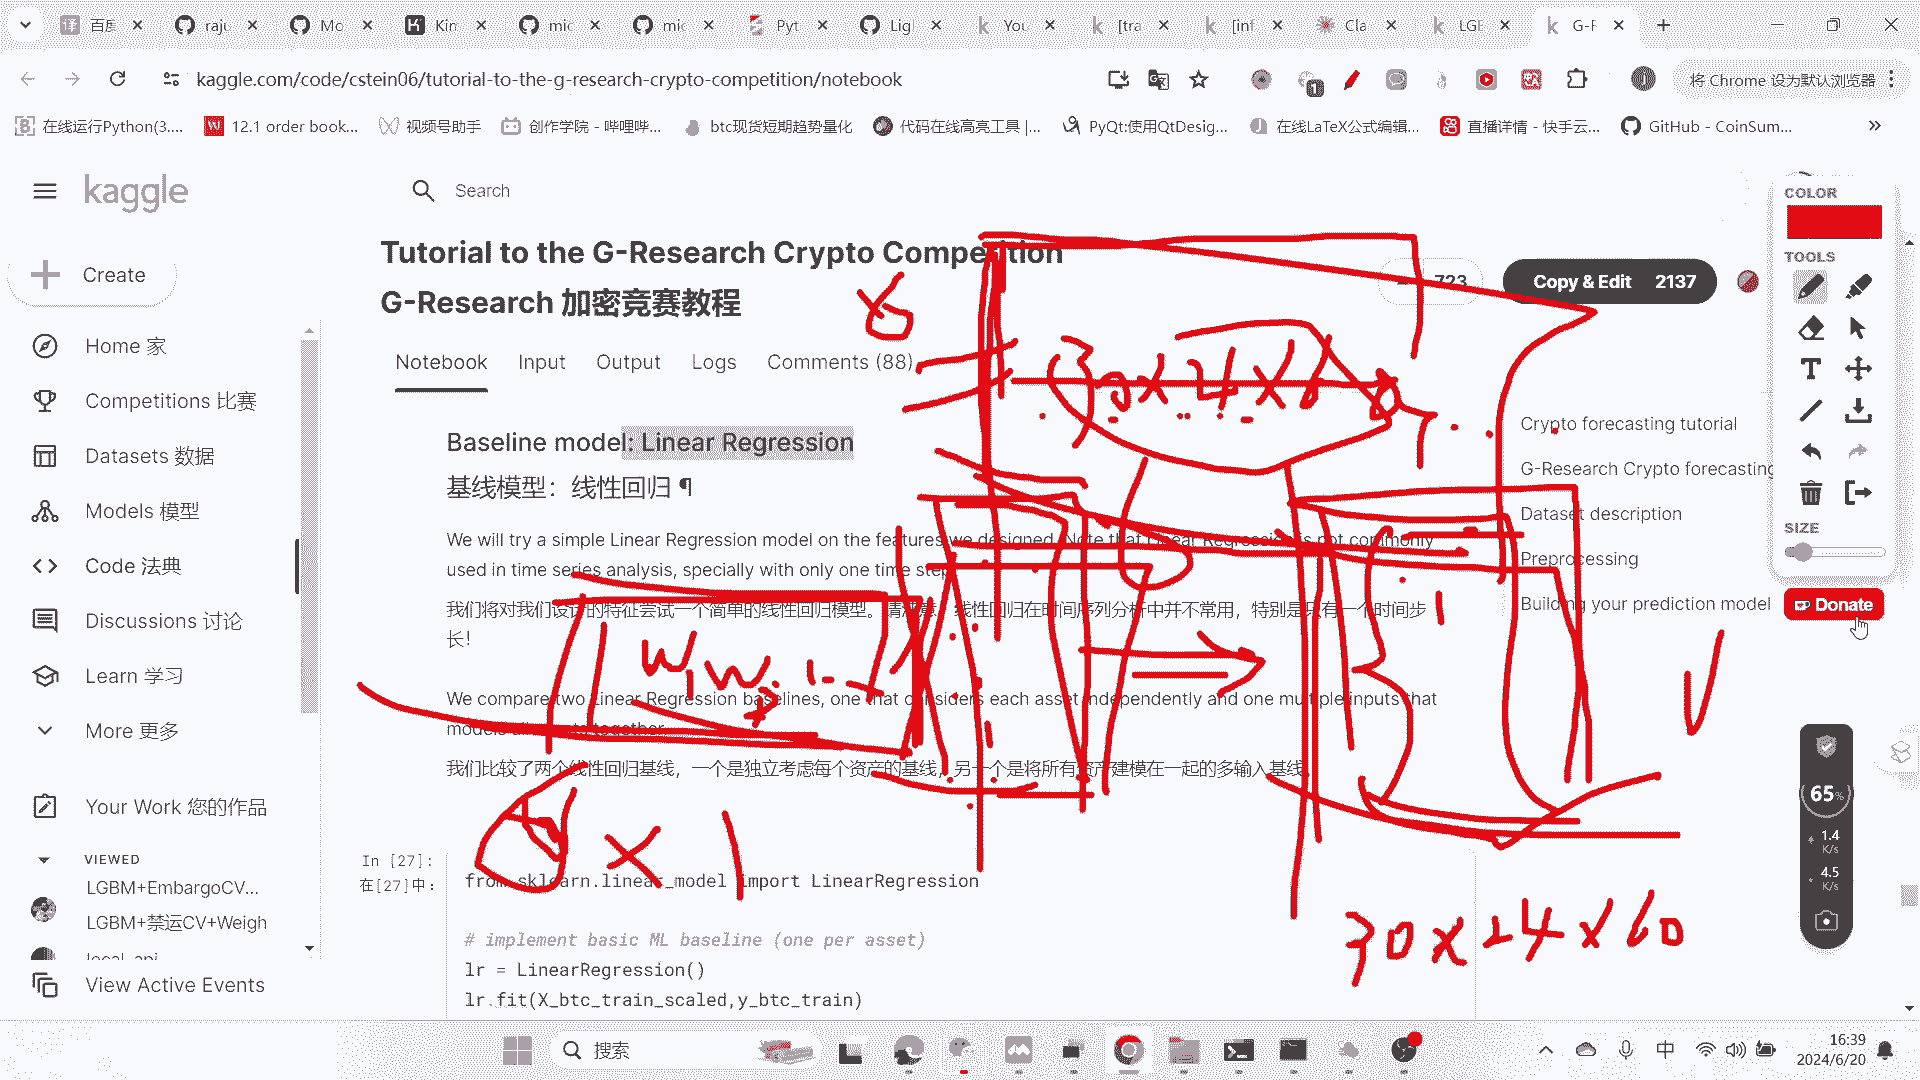 百度
raju
Mo
Kin
mic
mic
Pyt
Ligl
You
[tra
[inf
Cla
LGE
G-F
kaggle.com/code/cstein06/tutorial-to-the-g-research-crypto-competition/notebook
将 Chrome 设为默认浏览器
在线运行Python(3....
12.1 order book...
视频号助手
创作学院 - 哔哩哔...
btc现货短期趋势量化
代码在线高亮工具 |...
PyQt:使用QtDesig...
在线LaTeX公式编辑...
直播详情 - 快手云...
GitHub - CoinSum...
kaggle
Search
Create
Home 家
Competitions 比赛
Datasets 数据
Models 模型
Code 法典
Discussions 讨论
Learn 学习
More 更多
Your Work 您的作品
VIEWED
LGBM+EmbargoCV...
LGBM+禁运CV+Weigh
local_api
View Active Events
Tutorial to the G-Research Crypto Competition
G-Research 加密竞赛教程
723
Copy & Edit 2137
Notebook Input Output Logs Comments (88)
Baseline model: Linear Regression
基线模型：线性回归 ¶
We will try a simple Linear Regression model on the features we designed. Note that Linear Regression is not commonly
used in time series analysis, specially with only one time step
我们将对我们设计的特征尝试一个简单的线性回归模型。请注意，线性回归在时间序列分析中并不常用，特别是只有一个时间步
长！
We compare two Linear Regression baselines, one that considers each asset independently and one multiple inputs that
models all assets together.
我们比较了两个线性回归基线，一个是独立考虑每个资产的基线，另一个是将所有资产建模在一起的多输入基线。
In [27]:
在[27]中：
from sklearn.linear_model import LinearRegression
# implement basic ML baseline (one per asset)
lr = LinearRegression()
lr.fit(X_btc_train_scaled,y_btc_train)
Crypto forecasting tutorial
G-Research Crypto forecasting
Dataset description
Preprocessing
Building your prediction model
COLOR
TOOLS
T
SIZE
Donate
x 1
30x24x60
65%
1.4
K/s
4.5
K/s
搜索
中
16:39
2024/6/20